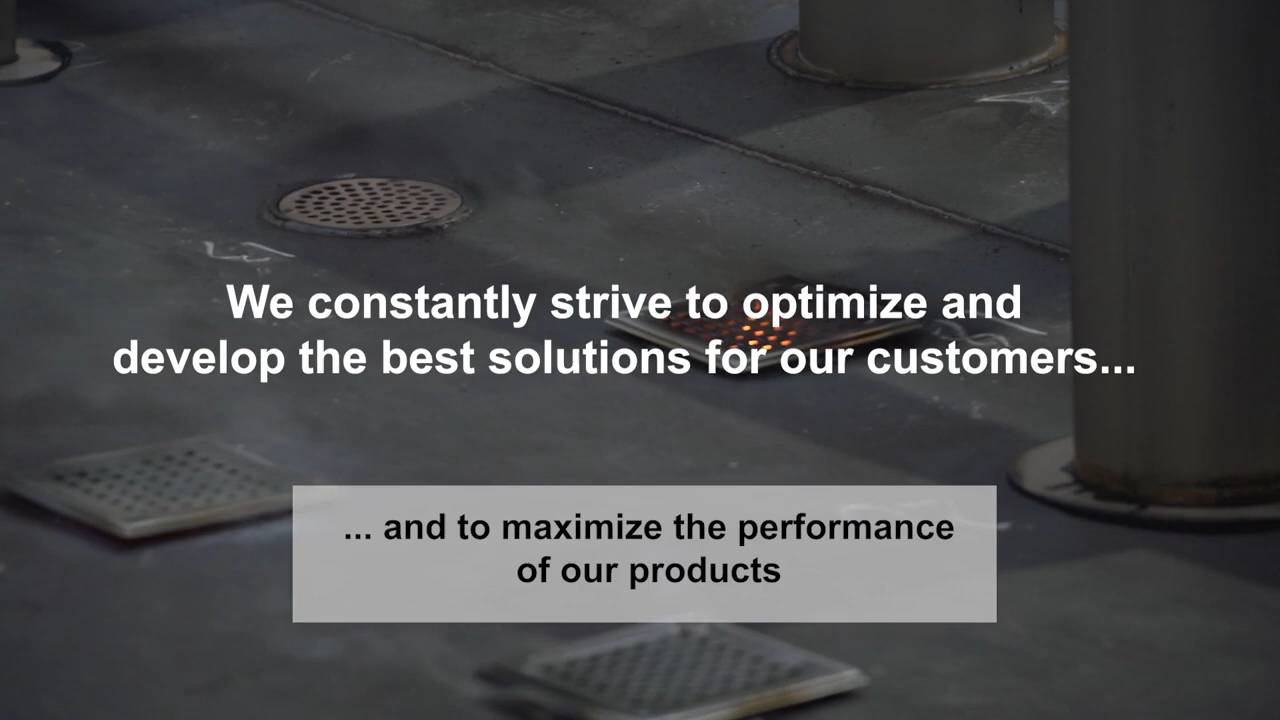 We constantly strive to optimize and
develop the best solutions for our customers...
... and to maximize the performance
of our products